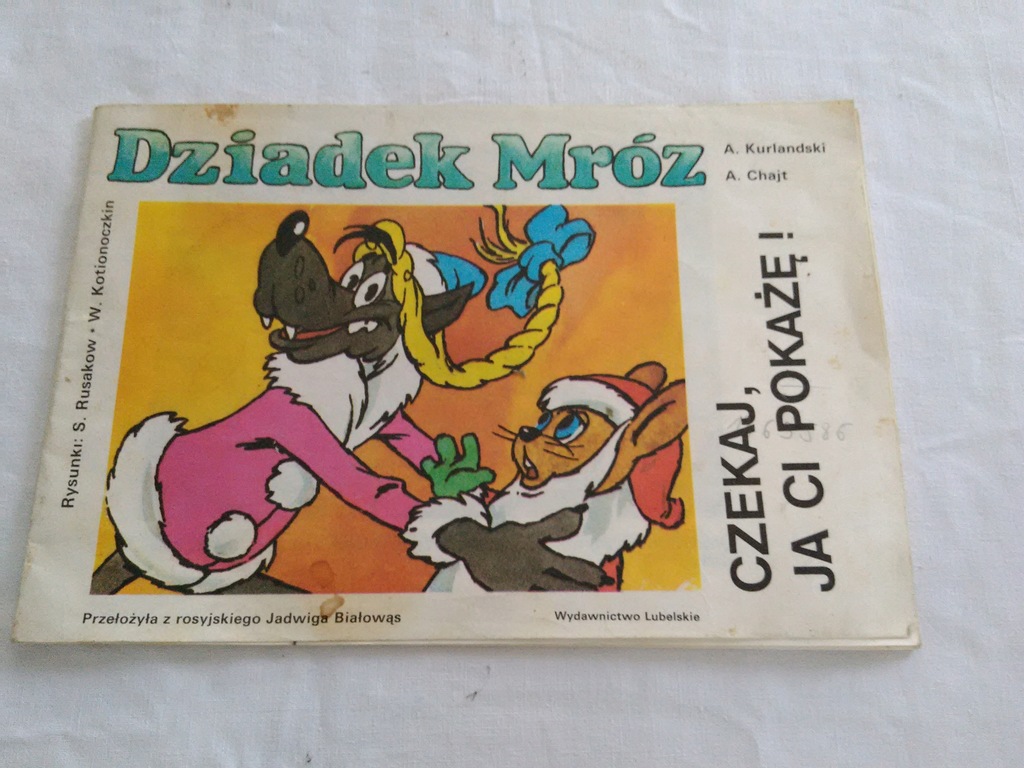 Dziadek Mróz
A. Kurlandski
A. Chajt
Rysunki: S. Rusakow • W. Kotionoczkin
CZEKAJ,
JA CI POKAŻĘ!
Przełożyła z rosyjskiego Jadwiga Białowąs
Wydawnictwo Lubelskie